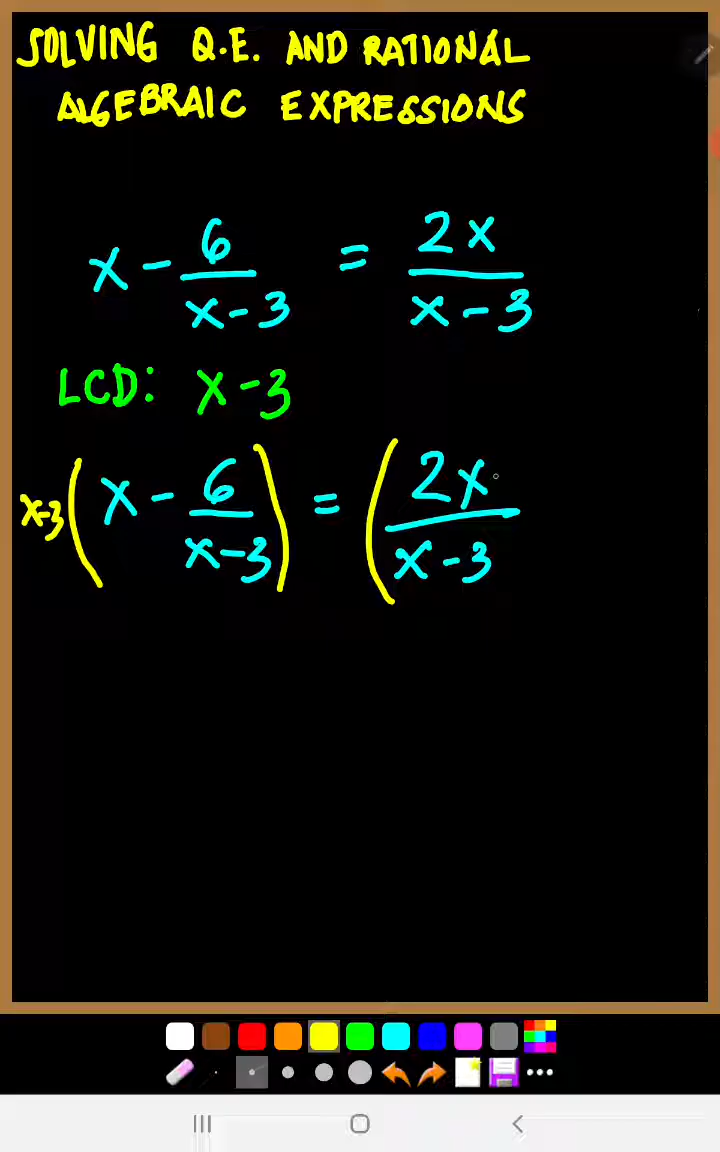 SOLVING Q.E. AND RATIONAL
ALGEBRAIC EXPRESSIONS
x - 6/(x-3) = 2x/(x-3)
LCD: x-3
x-3(x - 6/(x-3)) = (2x/(x-3)